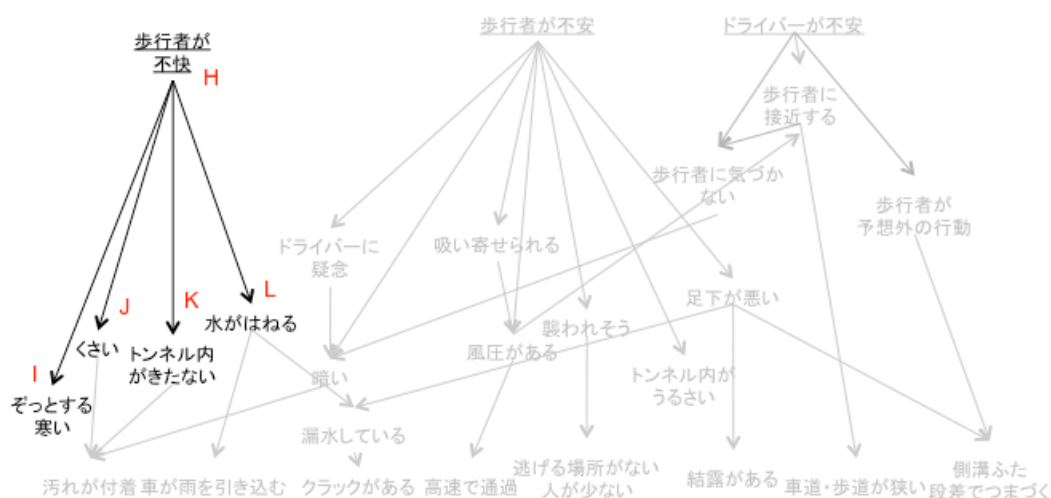 歩行者が
不快
H
歩行者が不安
ドライバーが不安
歩行者に
接近する
歩行者に気づか
ない
歩行者が
予想外の行動
ドライバーに
疑念
吸い寄せられる
足下が悪い
L
水がはねる
K
トンネル内
がきたない
J
くさい
I
ぞっとする
寒い
襲われそう
風圧がある
暗い
トンネル内が
うるさい
漏水している
汚れが付着
車が雨を引き込む
クラックがある
高速で通過
逃げる場所がない
人が少ない
結露がある
車道・歩道が狭い
側溝ふた
段差でつまづく